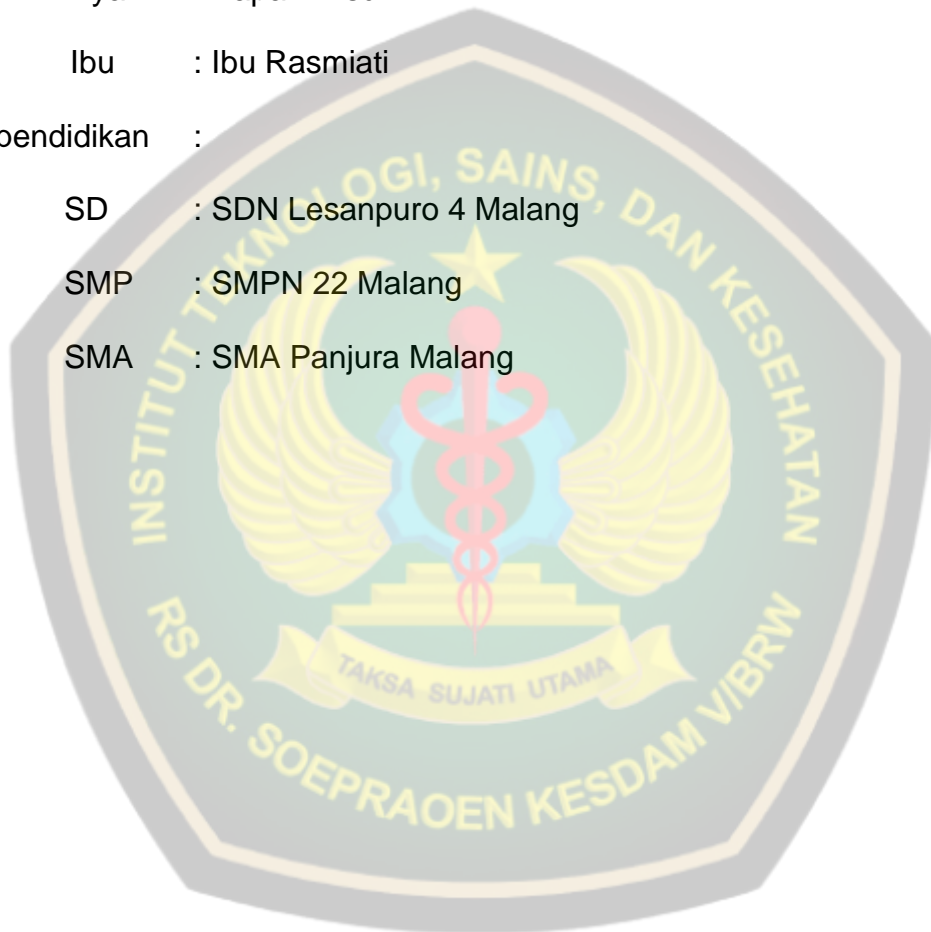 Ibu : Ibu Rasmiati
pendidikan :
SD : SDN Lesanpuro 4 Malang
SMP : SMPN 22 Malang
SMA : SMA Panjura Malang
INSTITUT TEKNOLOGI, SAINS, DAN KESEHATAN
TAKSA SUJATI UTAMA
RS DR. SOEPRAOEN KESDAM V/BRW